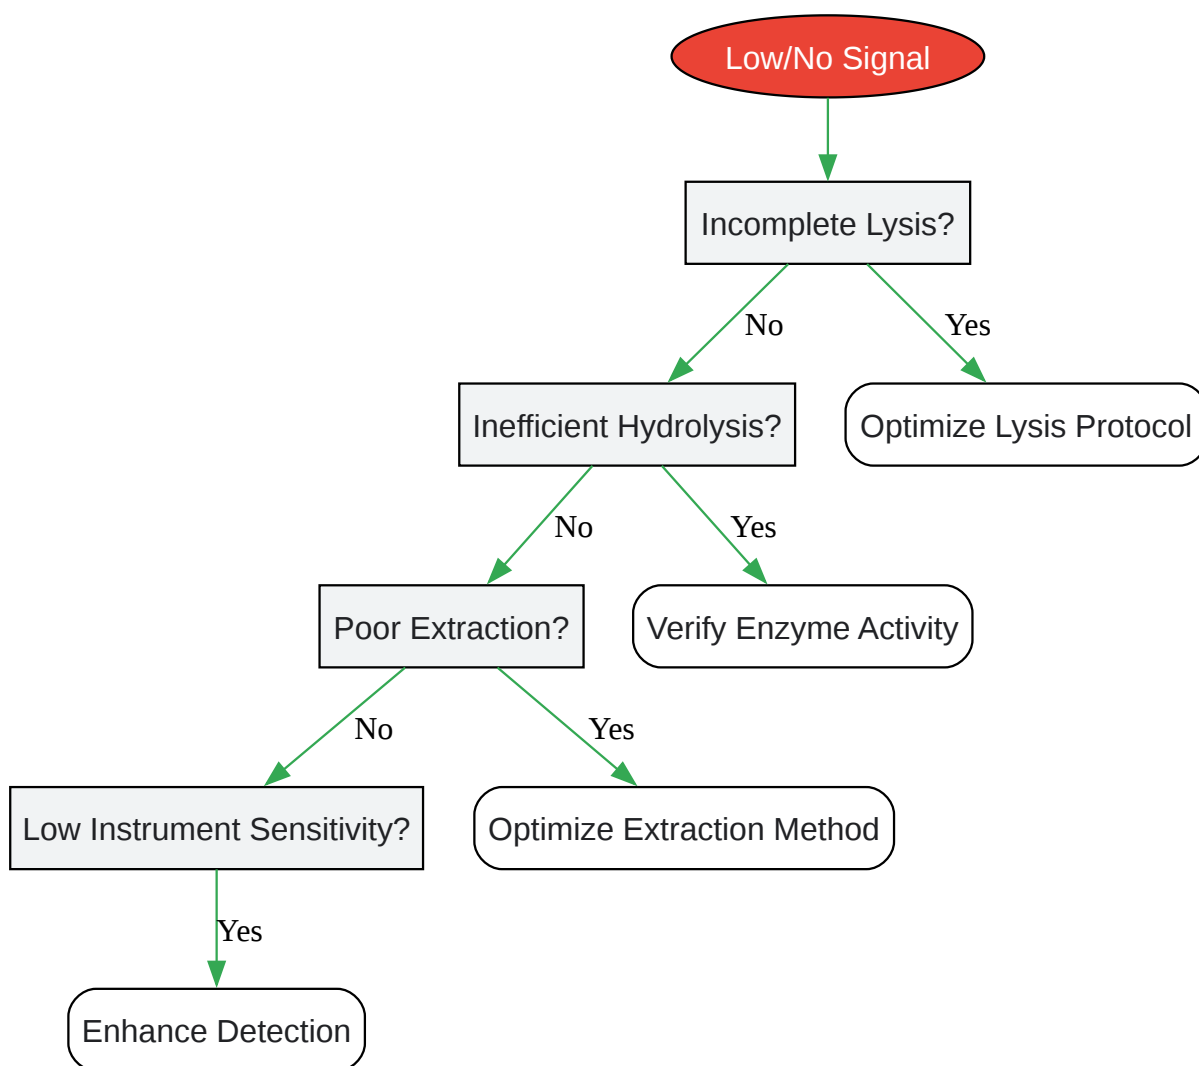 Low/No Signal
Incomplete Lysis?
No
Yes
Inefficient Hydrolysis?
Optimize Lysis Protocol
No
Yes
Poor Extraction?
Verify Enzyme Activity
No
Yes
Low Instrument Sensitivity?
Optimize Extraction Method
Yes
Enhance Detection